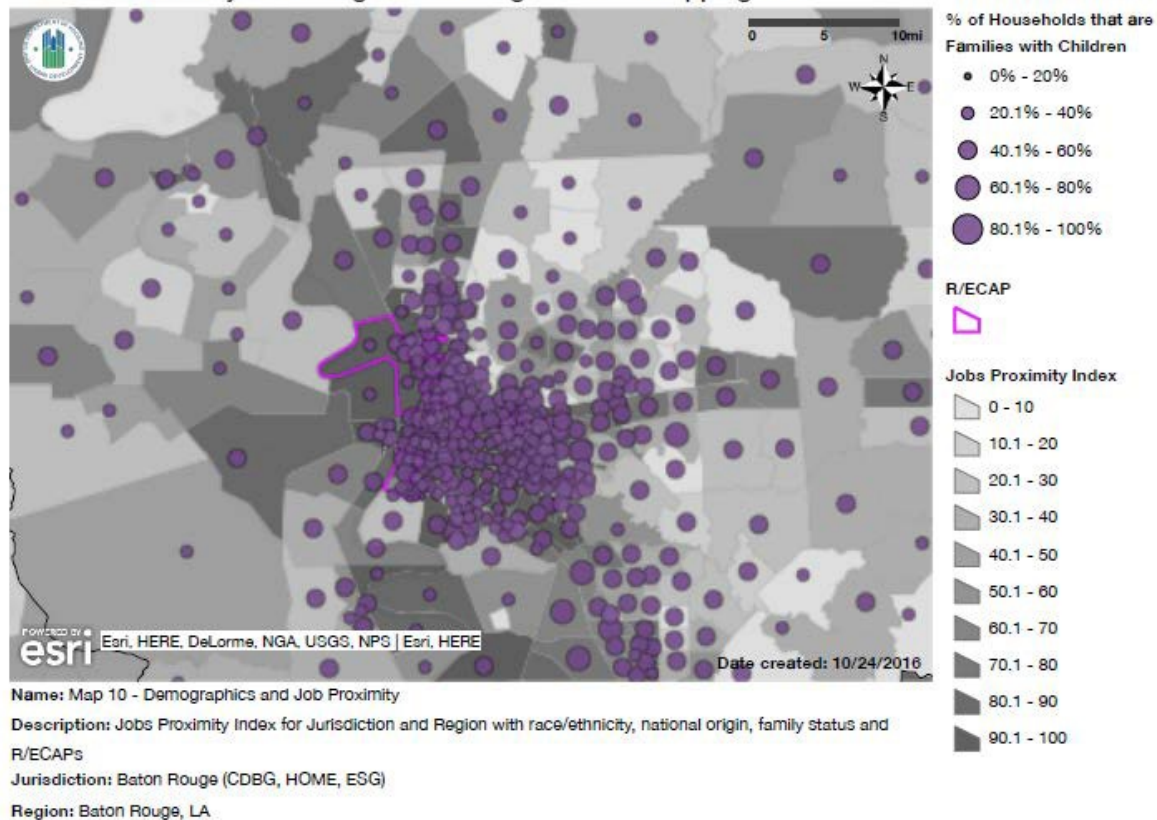 0 5 10mi
N
W E
S
% of Households that are
Families with Children
0% - 20%
20.1% - 40%
40.1% - 60%
60.1% - 80%
80.1% - 100%
R/ECAP
Jobs Proximity Index
0 - 10
10.1 - 20
20.1 - 30
30.1 - 40
40.1 - 50
50.1 - 60
60.1 - 70
70.1 - 80
80.1 - 90
90.1 - 100
POWERED BY
esri
Esri, HERE, DeLorme, NGA, USGS, NPS | Esri, HERE
Date created: 10/24/2016
Name: Map 10 - Demographics and Job Proximity
Description: Jobs Proximity Index for Jurisdiction and Region with race/ethnicity, national origin, family status and
R/ECAPs
Jurisdiction: Baton Rouge (CDBG, HOME, ESG)
Region: Baton Rouge, LA